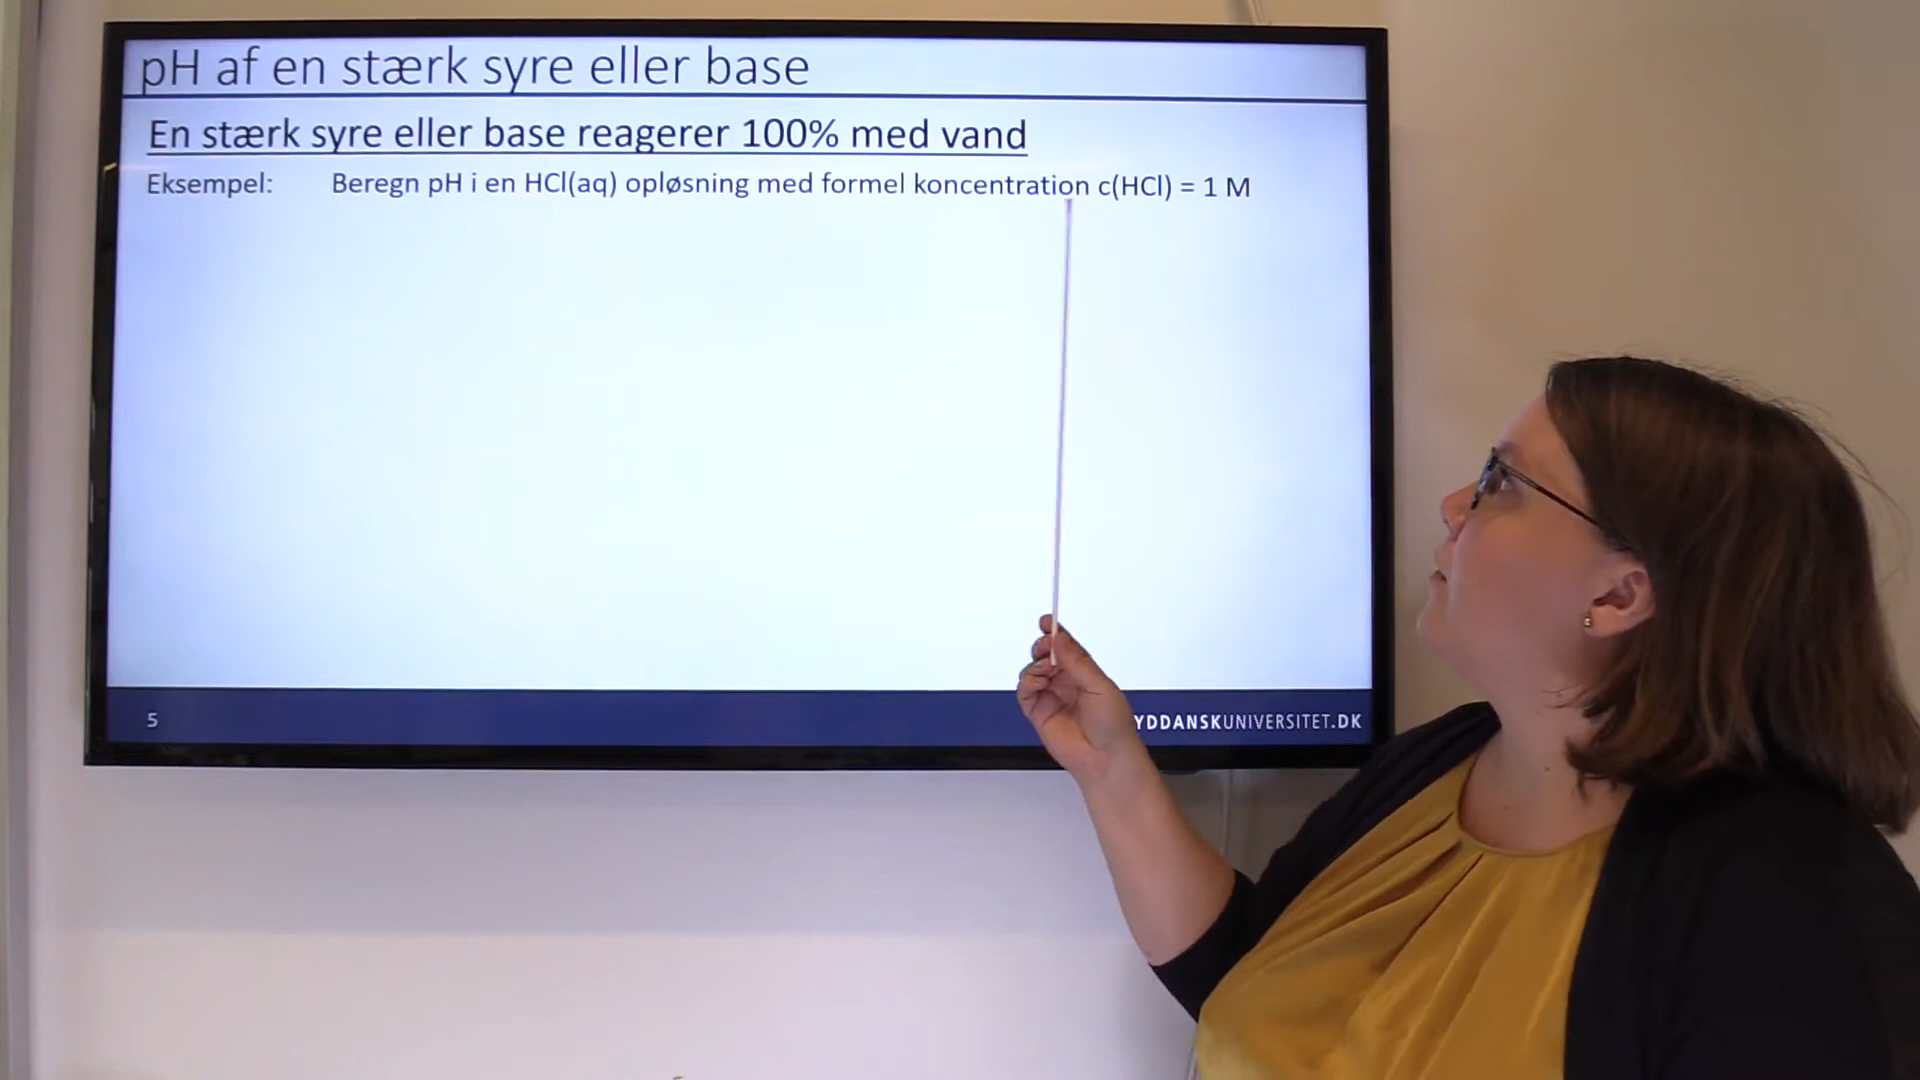 pH af en stærk syre eller base
En stærk syre eller base reagerer 100% med vand
Eksempel: Beregn pH i en HCl(aq) opløsning med formel koncentration c(HCl) = 1 M
5
YDDANSKUNIVERSITET.DK